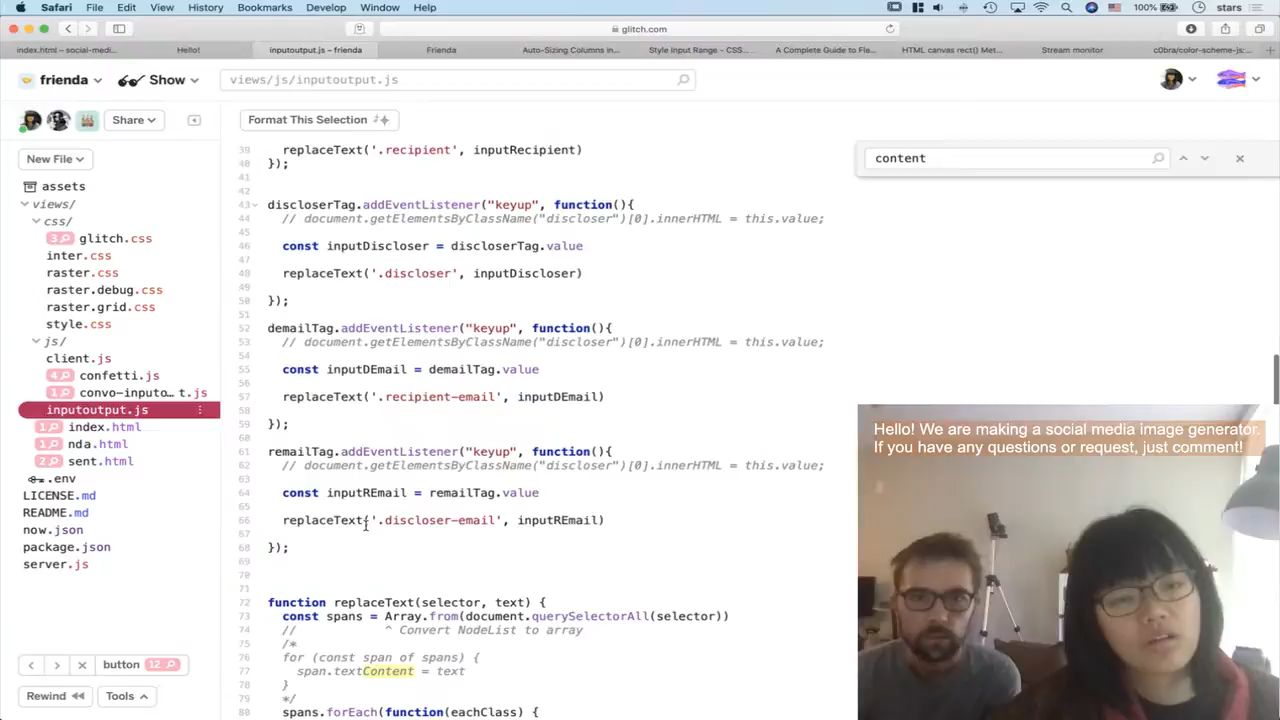 Safari File Edit View History Bookmarks Develop Window Help 100% stars
glitch.com
index.html – social-medi... Hello! inputoutput.js – frienda Frienda Auto-Sizing Columns in... Style Input Range - CSS... A Complete Guide to Fle... HTML canvas rect() Met... Stream monitor c0bra/color-scheme-js:...
frienda Show views/js/inputoutput.js
Share Format This Selection
New File
assets
views/
css/
3 glitch.css
inter.css
raster.css
raster.debug.css
raster.grid.css
style.css
js/
client.js
4 confetti.js
1 convo-inputo… t.js
inputoutput.js
1 index.html
1 nda.html
2 sent.html
.env
LICENSE.md
README.md
now.json
package.json
server.js
button 12
Rewind Tools
39 replaceText('.recipient', inputRecipient)
40 });
41
42
43 discloserTag.addEventListener("keyup", function(){
44 // document.getElementsByClassName("discloser")[0].innerHTML = this.value;
45
46 const inputDiscloser = discloserTag.value
47
48 replaceText('.discloser', inputDiscloser)
49
50 });
51
52 demailTag.addEventListener("keyup", function(){
53 // document.getElementsByClassName("discloser")[0].innerHTML = this.value;
54
55 const inputDEmail = demailTag.value
56
57 replaceText('.recipient-email', inputDEmail)
58
59 });
60
61 remailTag.addEventListener("keyup", function(){
62 // document.getElementsByClassName("discloser")[0].innerHTML = this.value;
63
64 const inputREmail = remailTag.value
65
66 replaceText('.discloser-email', inputREmail)
67
68 });
69
70
71
72 function replaceText(selector, text) {
73 const spans = Array.from(document.querySelectorAll(selector))
74 // ^ Convert NodeList to array
75 /*
76 for (const span of spans) {
77 span.textContent = text
78 }
79 */
80 spans.forEach(function(eachClass) {
content
Hello! We are making a social media image generator.
If you have any questions or request, just comment!